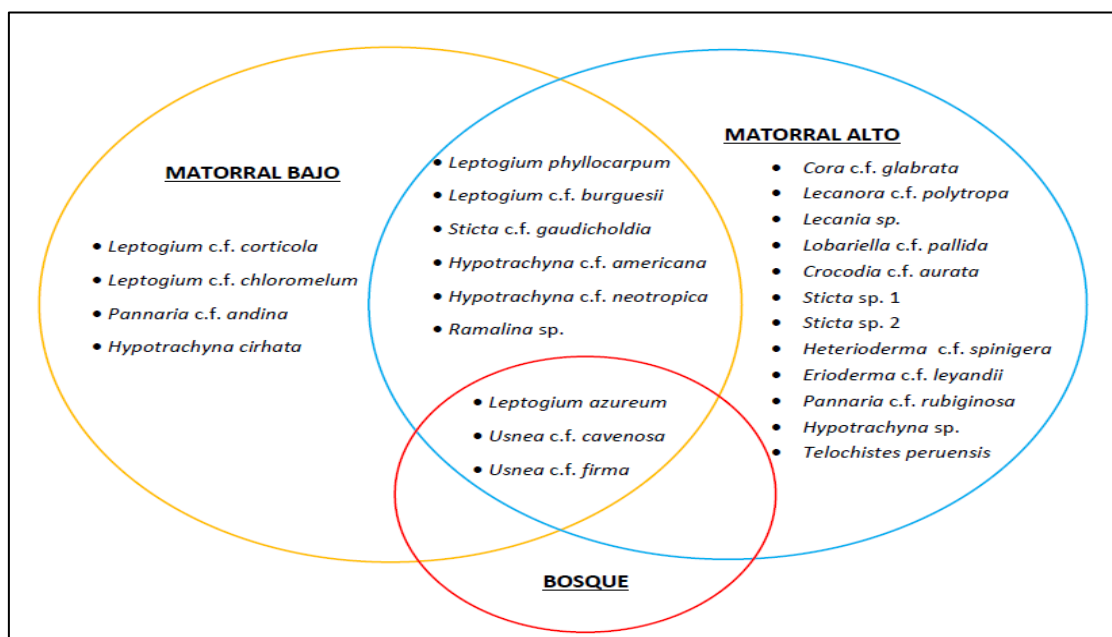 MATORRAL BAJO
• Leptogium c.f. corticola
• Leptogium c.f. chloromelum
• Pannaria c.f. andina
• Hypotrachyna cirhata
• Leptogium phyllocarpum
• Leptogium c.f. burguesii
• Sticta c.f. gaudicholdia
• Hypotrachyna c.f. americana
• Hypotrachyna c.f. neotropica
• Ramalina sp.
MATORRAL ALTO
• Cora c.f. glabrata
• Lecanora c.f. polytropa
• Lecania sp.
• Lobariella c.f. pallida
• Crocodia c.f. aurata
• Sticta sp. 1
• Sticta sp. 2
• Heterioderma c.f. spinigera
• Erioderma c.f. leyandii
• Pannaria c.f. rubiginosa
• Hypotrachyna sp.
• Telochistes peruensis
• Leptogium azureum
• Usnea c.f. cavenosa
• Usnea c.f. firma
BOSQUE